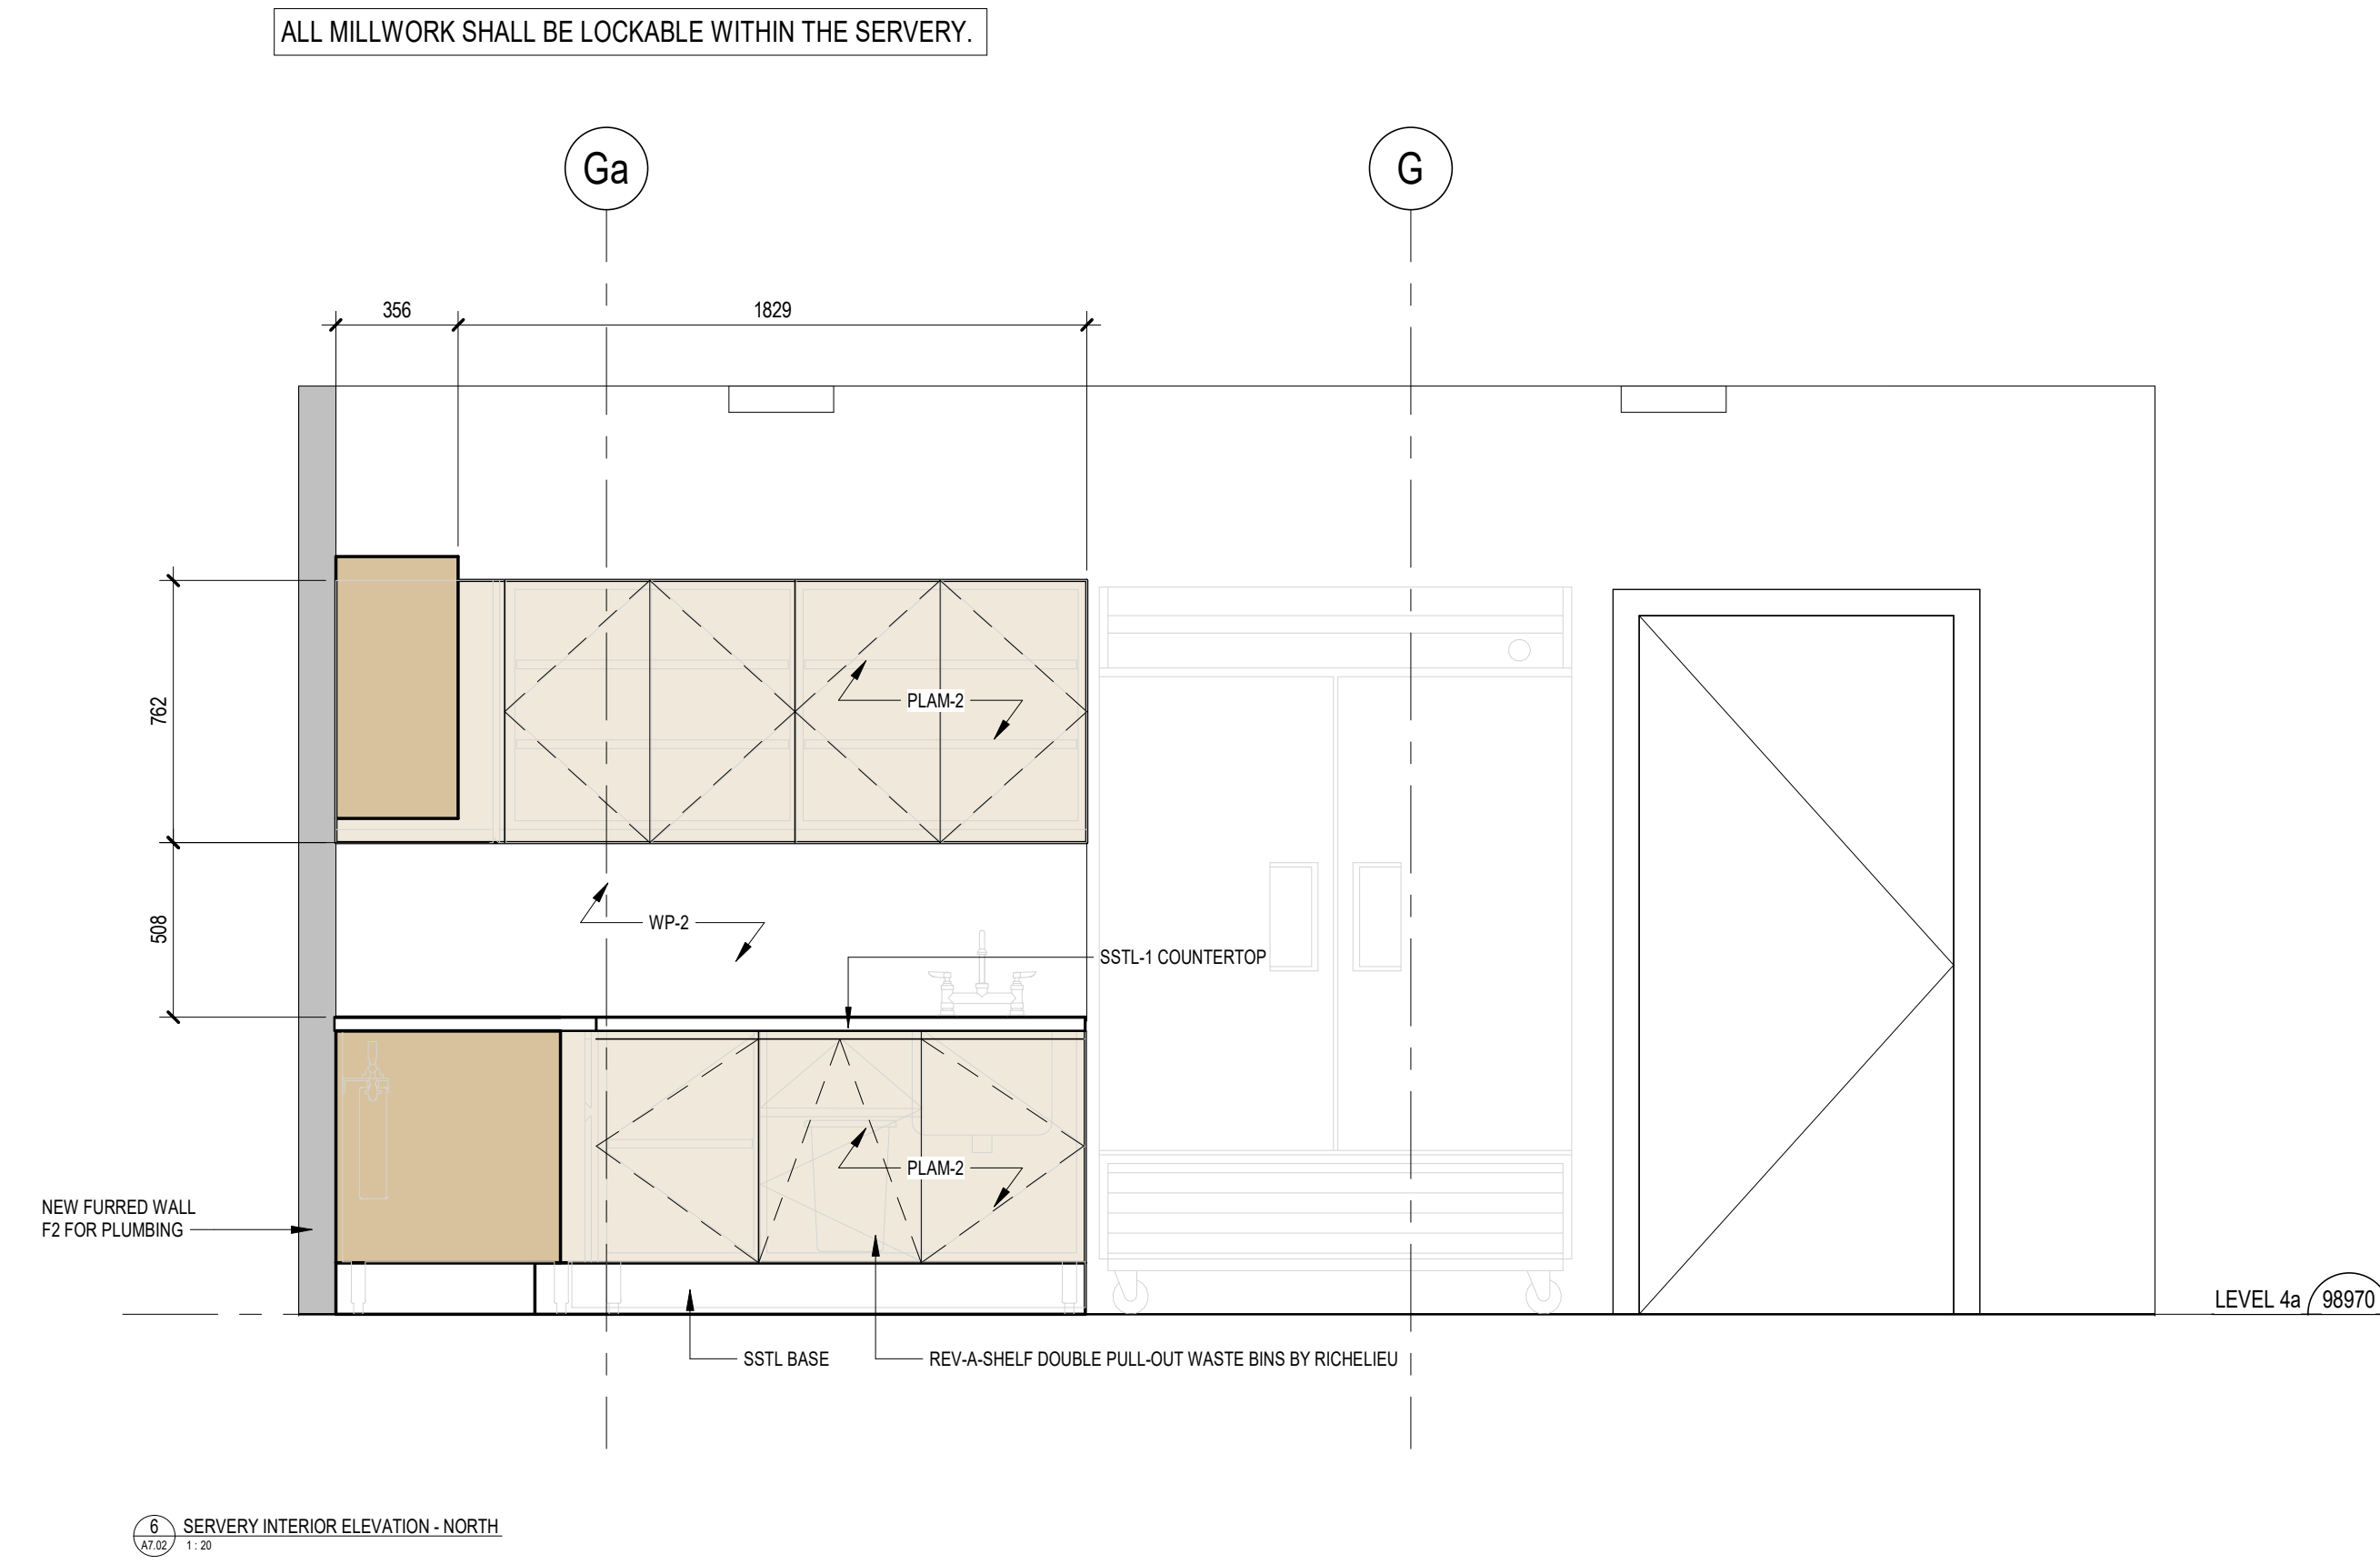 ALL MILLWORK SHALL BE LOCKABLE WITHIN THE SERVERY.
Ga
G
356
1829
762
PLAM-2
508
WP-2
SSTL-1 COUNTERTOP
PLAM-2
NEW FURRED WALL
F2 FOR PLUMBING
LEVEL 4a
98970
SSTL BASE
REV-A-SHELF DOUBLE PULL-OUT WASTE BINS BY RICHELIEU
6
A7.02
SERVERY INTERIOR ELEVATION - NORTH
1 : 20